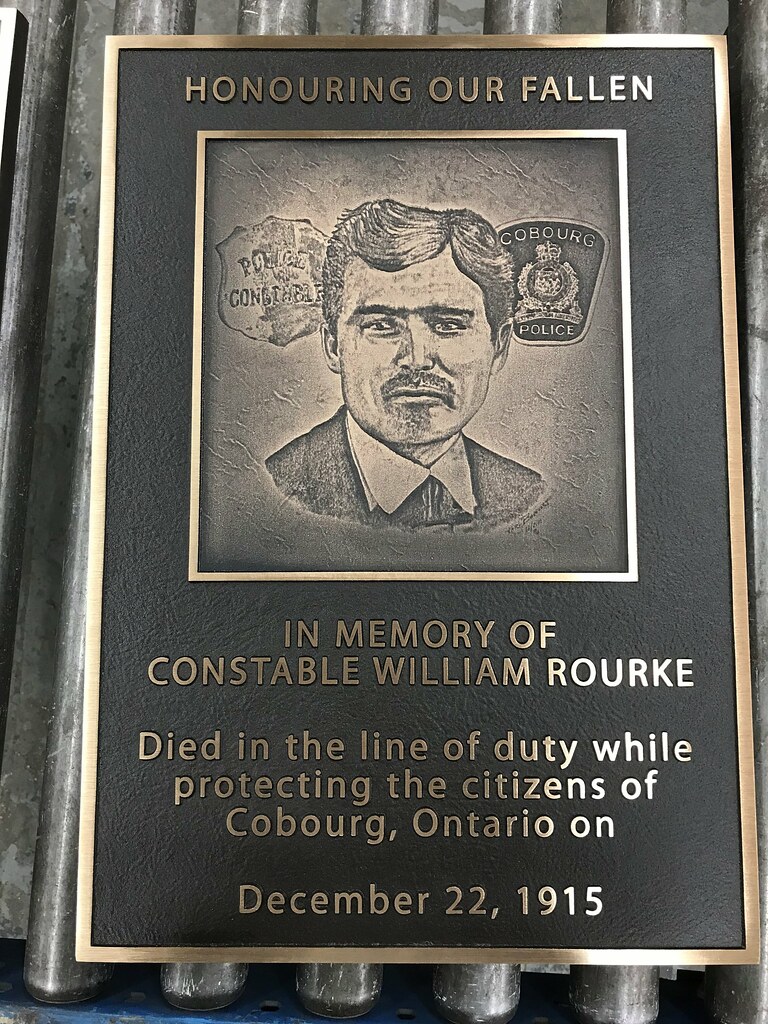 HONOURING OUR FALLEN
POLICE
CONSTABLE
COBOURG
POLICE
IN MEMORY OF
CONSTABLE WILLIAM ROURKE
Died in the line of duty while
protecting the citizens of
Cobourg, Ontario on
December 22, 1915